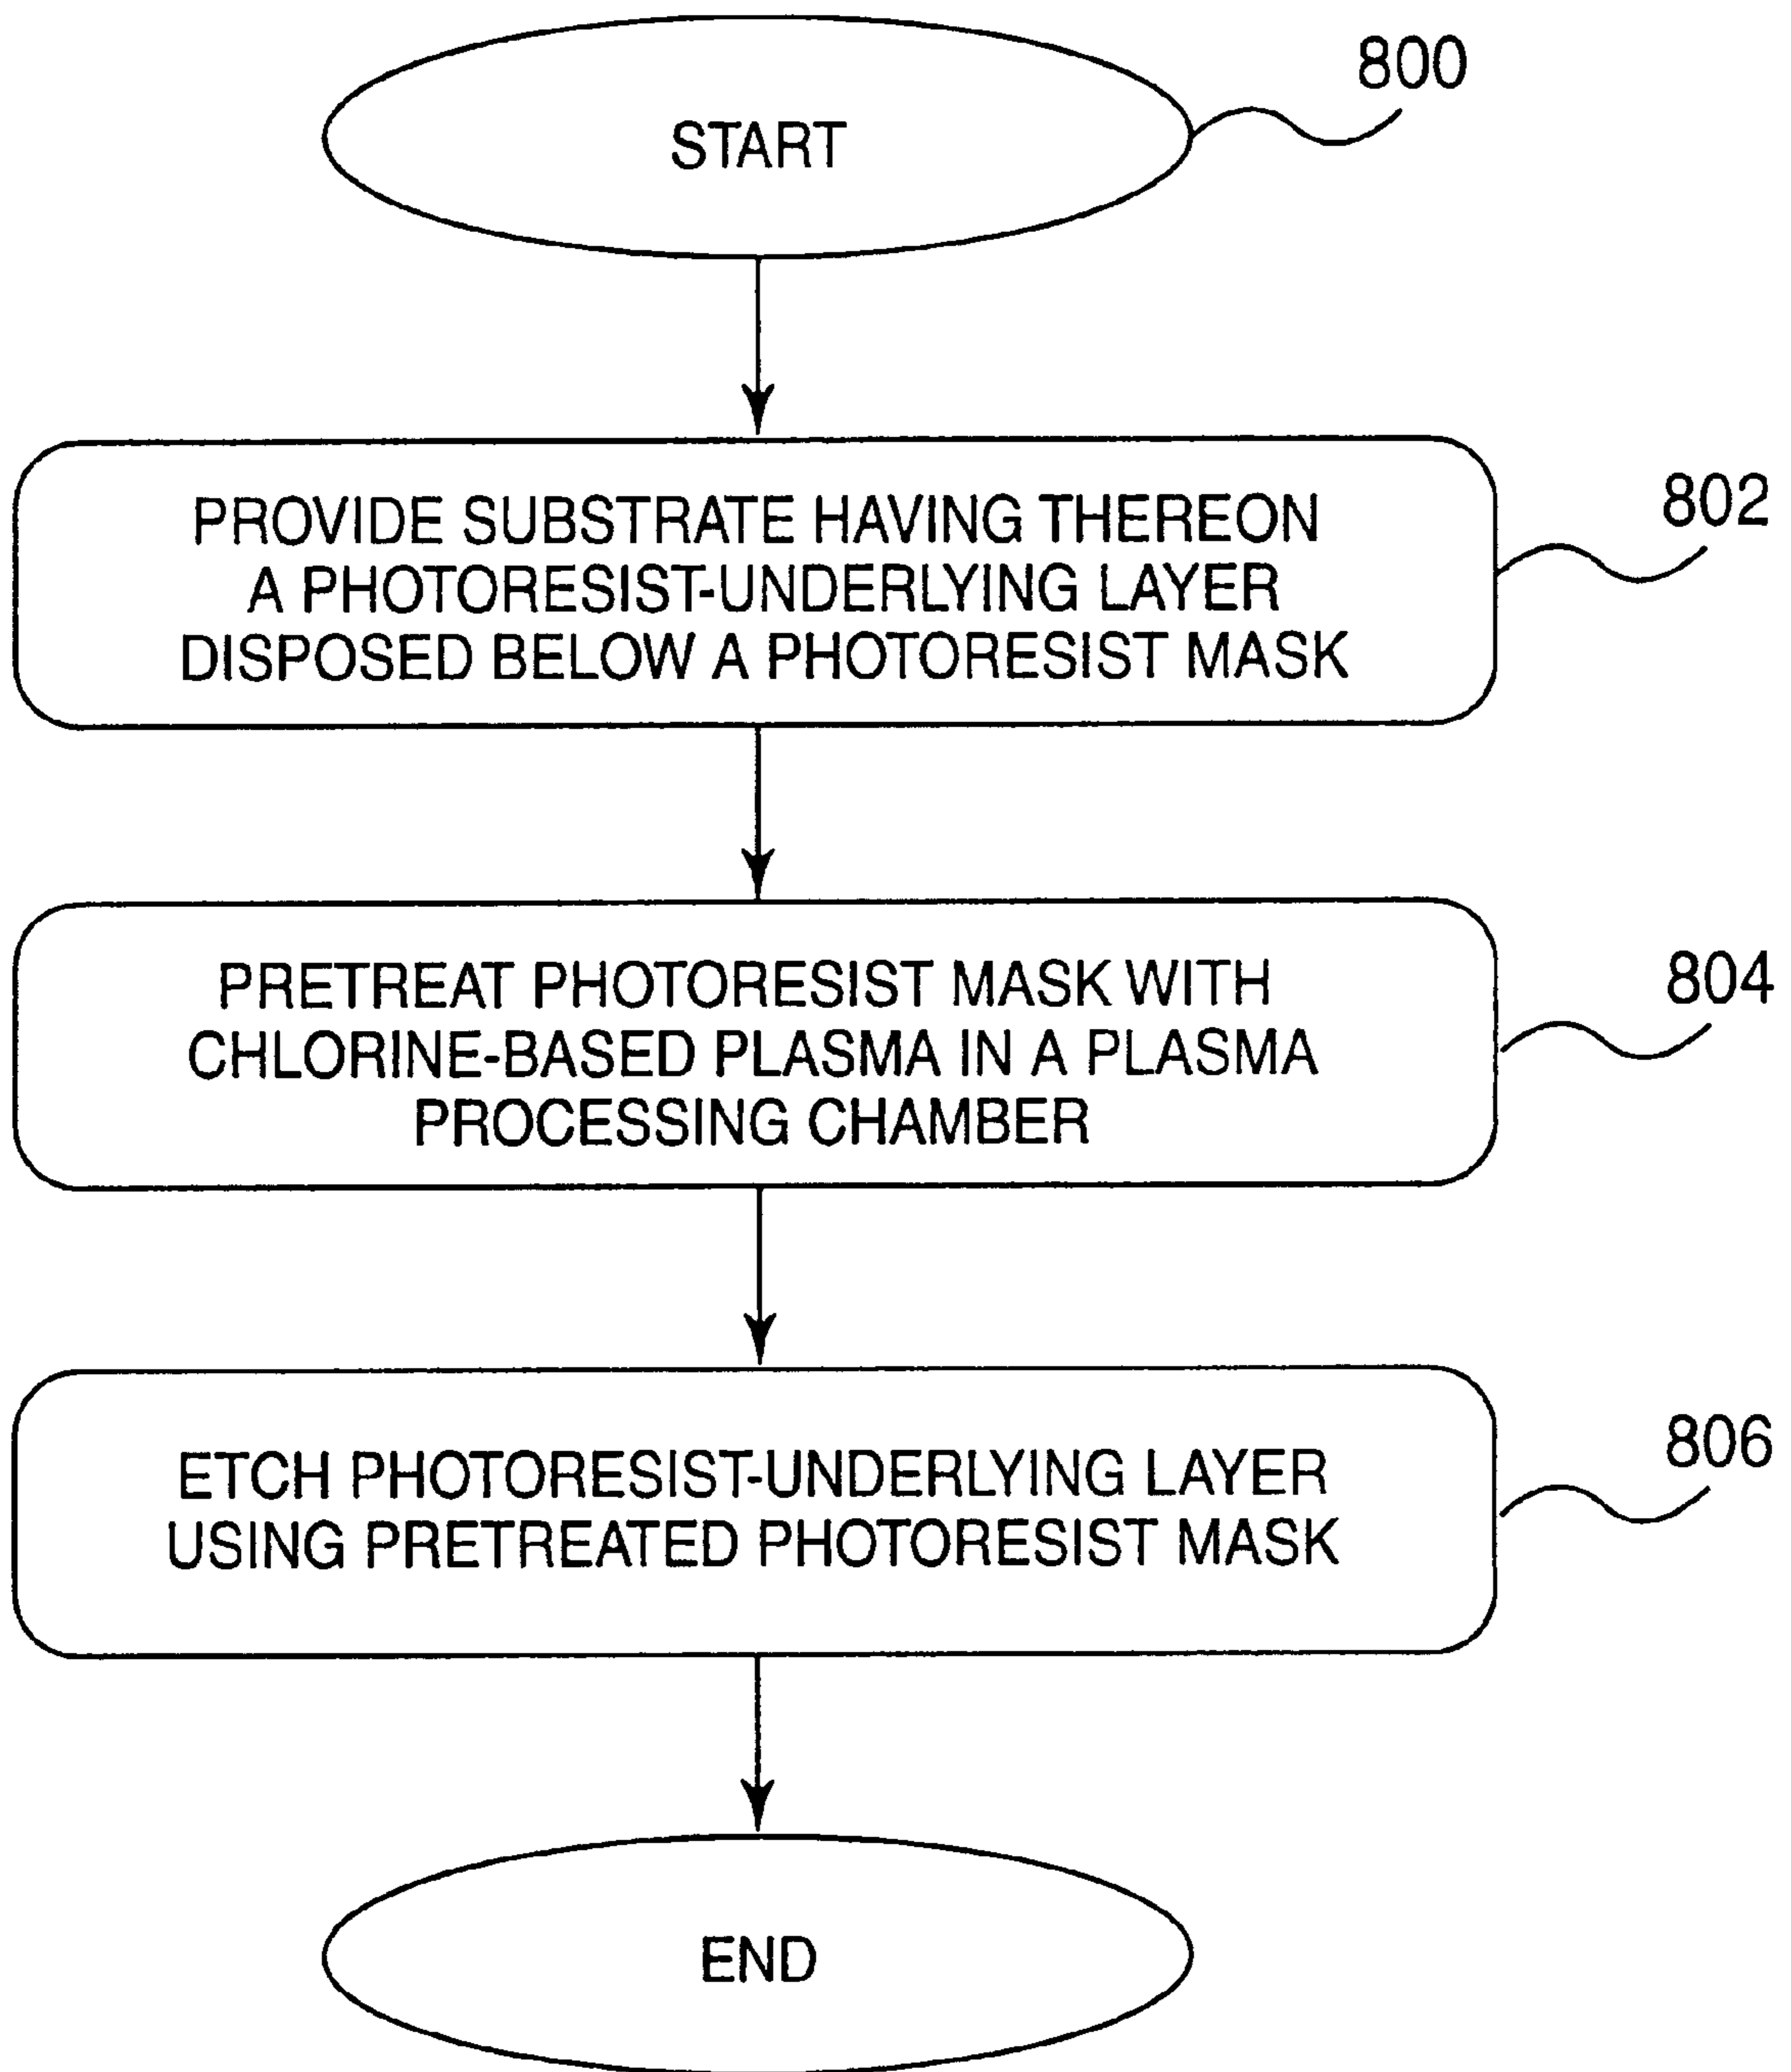 800
START
802
PROVIDE SUBSTRATE HAVING THEREON
A PHOTORESIST-UNDERLYING LAYER
DISPOSED BELOW A PHOTORESIST MASK
804
PRETREAT PHOTORESIST MASK WITH
CHLORINE-BASED PLASMA IN A PLASMA
PROCESSING CHAMBER
806
ETCH PHOTORESIST-UNDERLYING LAYER
USING PRETREATED PHOTORESIST MASK
END